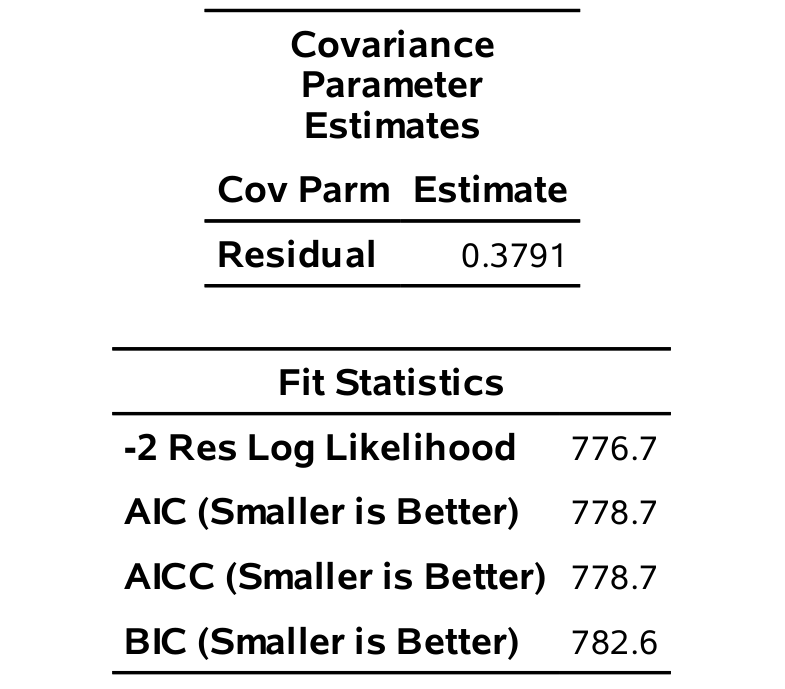 Covariance
Parameter
Estimates
Cov Parm Estimate
Residual 0.3791
Fit Statistics
-2 Res Log Likelihood 776.7
AIC (Smaller is Better) 778.7
AICC (Smaller is Better) 778.7
BIC (Smaller is Better) 782.6